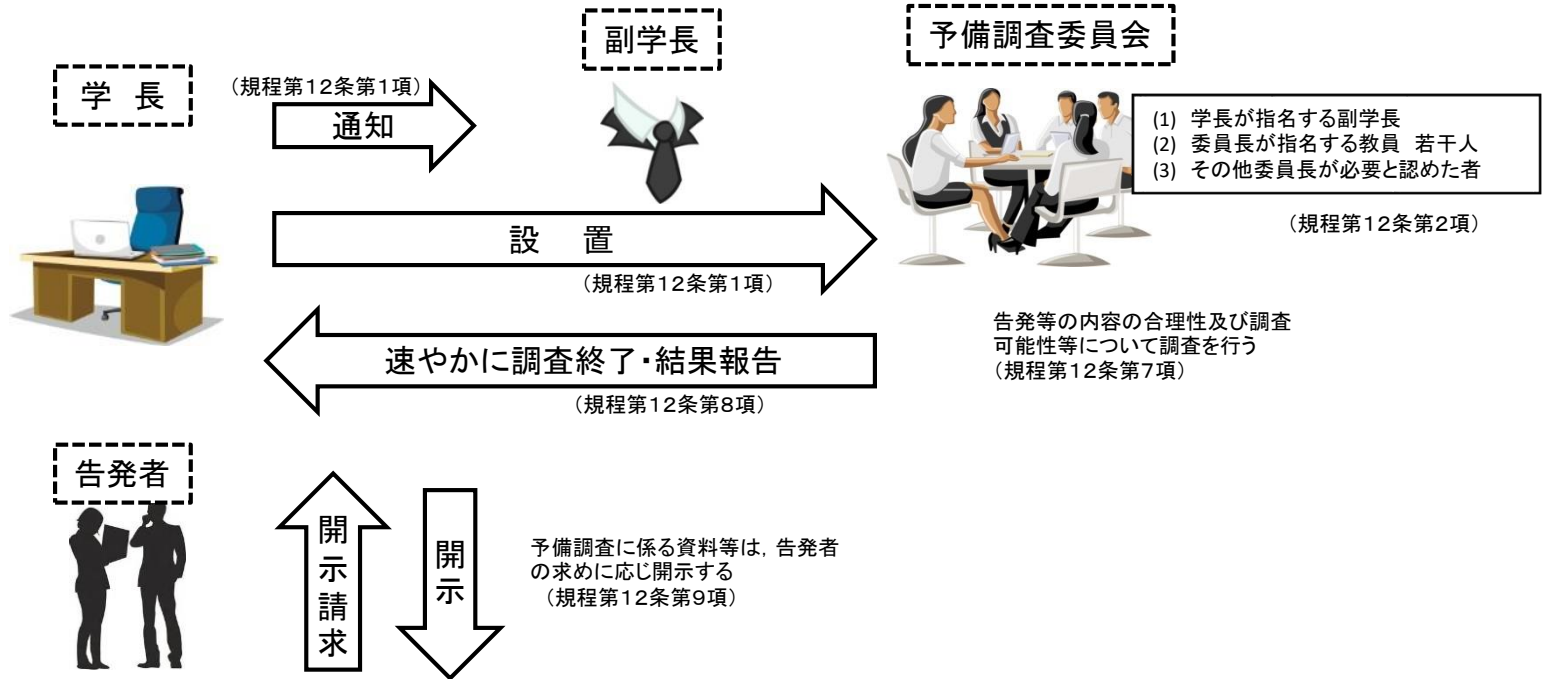 副学長
予備調査委員会
学 長
（規程第12条第1項）
通知
(1) 学長が指名する副学長
(2) 委員長が指名する教員 若干人
(3) その他委員長が必要と認めた者
（規程第12条第2項）
設 置
（規程第12条第1項）
告発等の内容の合理性及び調査
可能性等について調査を行う
（規程第12条第7項）
速やかに調査終了・結果報告
（規程第12条第8項）
告発者
開示請求
開示
予備調査に係る資料等は，告発者
の求めに応じ開示する
（規程第12条第9項）